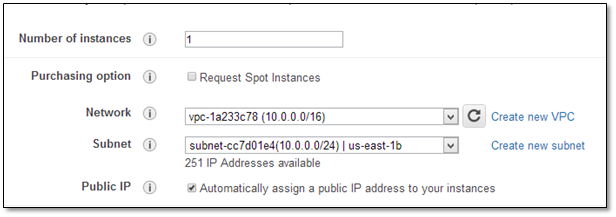 Number of instances 1
Purchasing option Request Spot Instances
Network vpc-1a233c78 (10.0.0.0/16) Create new VPC
Subnet subnet-cc7d01e4(10.0.0.0/24) | us-east-1b Create new subnet
251 IP Addresses available
Public IP Automatically assign a public IP address to your instances